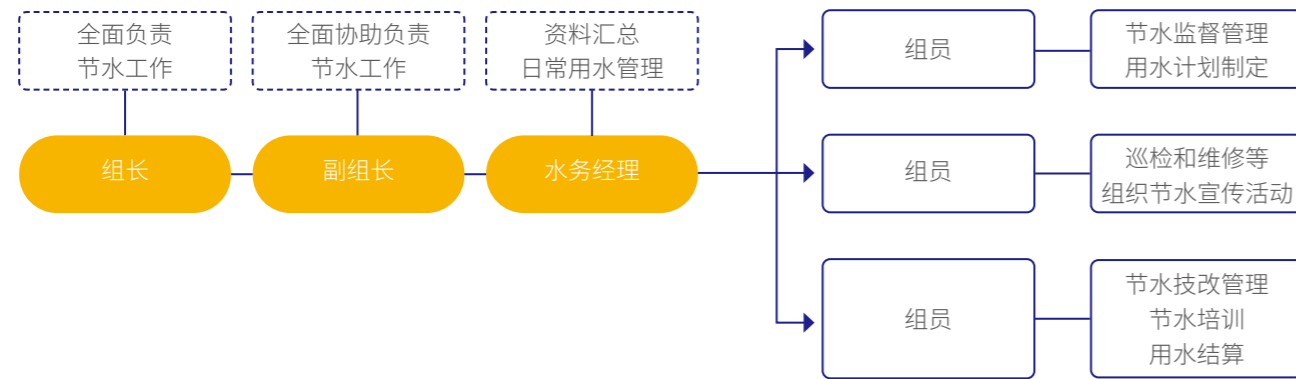 全面负责
节水工作
全面协助负责
节水工作
资料汇总
日常用水管理
组长
副组长
水务经理
组员
节水监督管理
用水计划制定
组员
巡检和维修等
组织节水宣传活动
组员
节水技改管理
节水培训
用水结算